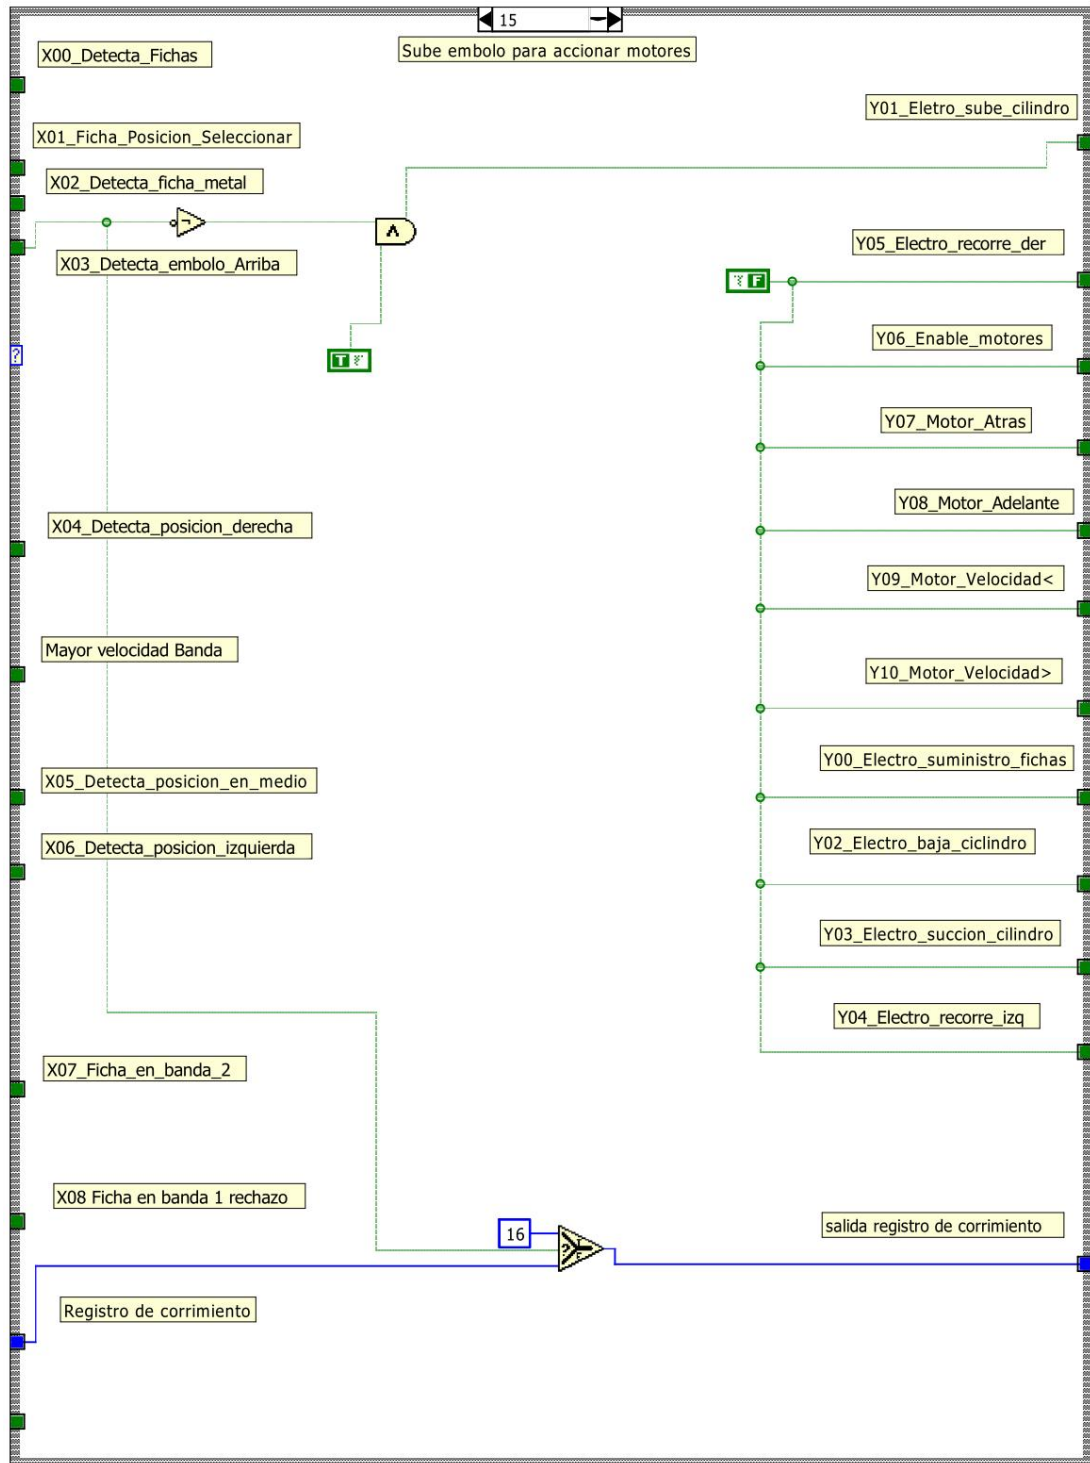 15
Sube embolo para accionar motores
X00_Detecta_Fichas
Y01_Eletro_sube_cilindro
X01_Ficha_Posicion_Seleccionar
X02_Detecta_ficha_metal
Y05_Electro_recorre_der
X03_Detecta_embolo_Arriba
F
Y06_Enable_motores
T
?
Y07_Motor_Atras
Y08_Motor_Adelante
X04_Detecta_posicion_derecha
Y09_Motor_Velocidad<
Mayor velocidad Banda
Y10_Motor_Velocidad>
Y00_Electro_suministro_fichas
X05_Detecta_posicion_en_medio
Y02_Electro_baja_ciclindro
X06_Detecta_posicion_izquierda
Y03_Electro_succion_cilindro
Y04_Electro_recorre_izq
X07_Ficha_en_banda_2
X08 Ficha en banda 1 rechazo
salida registro de corrimiento
16
? T F
Registro de corrimiento